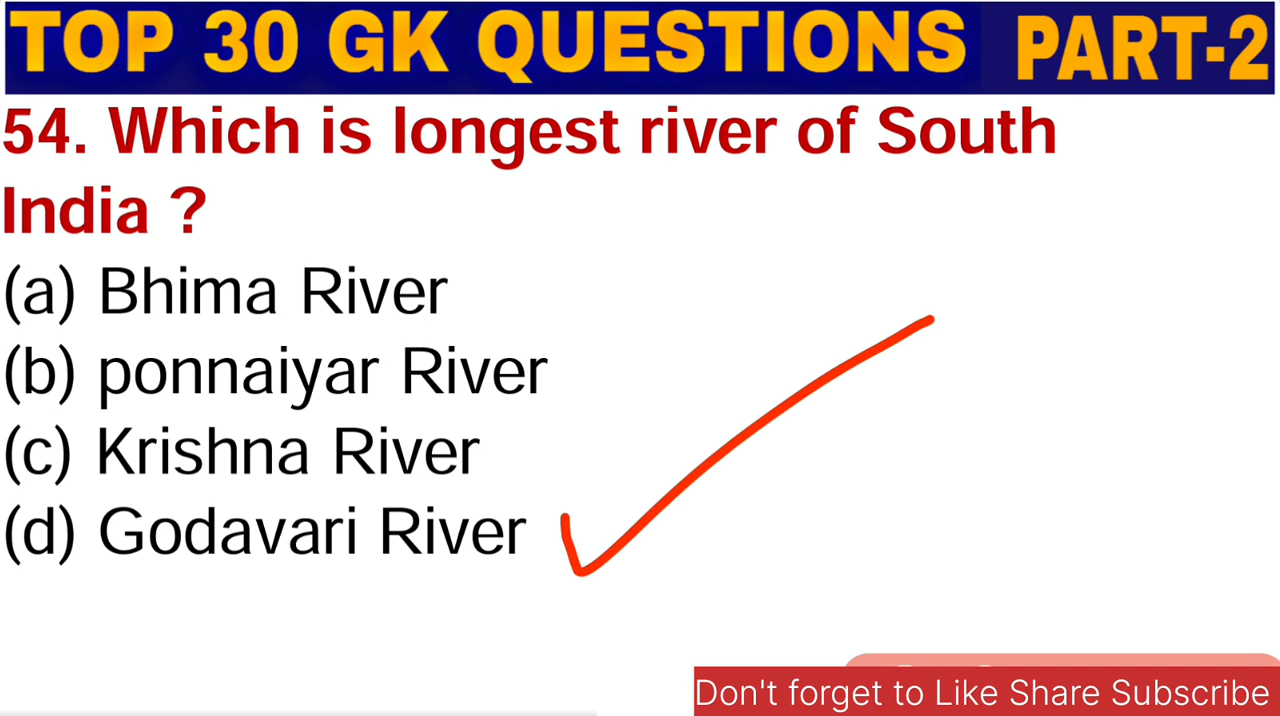 TOP 30 GK QUESTIONS PART-2
54. Which is longest river of South
India ?
(a) Bhima River
(b) ponnaiyar River
(c) Krishna River
(d) Godavari River
Don't forget to Like Share Subscribe